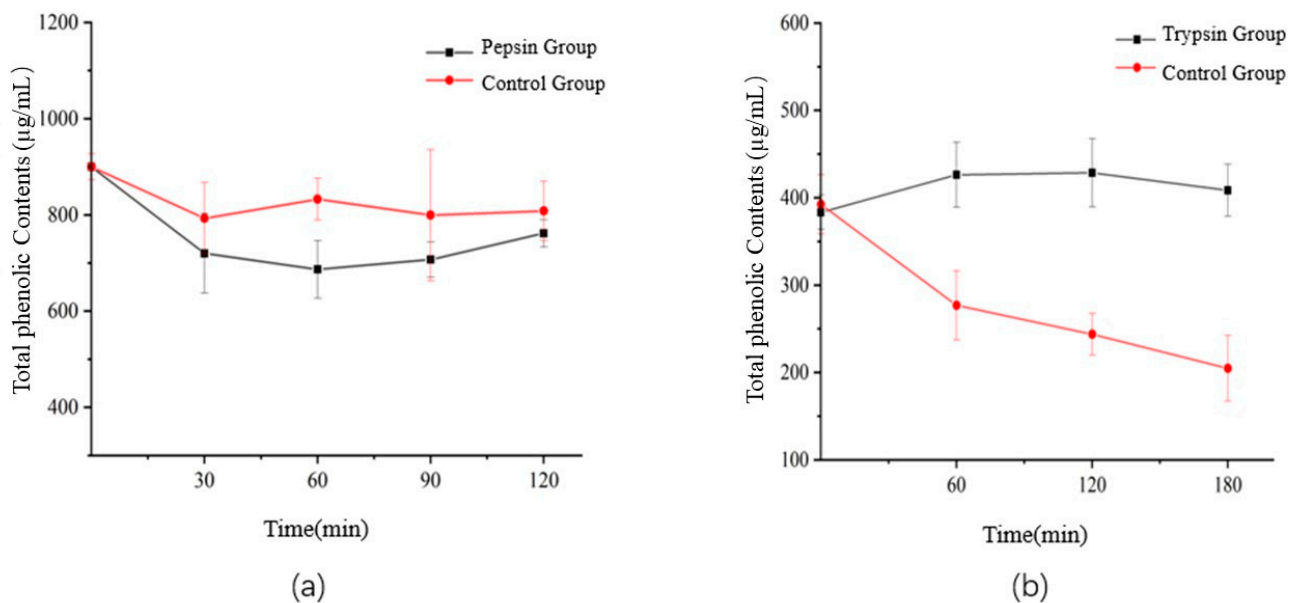 1200
1000
800
600
400
Total phenolic Contents (μg/mL)
Pepsin Group
Control Group
30 60 90 120
Time(min)
(a)
600
500
400
300
200
100
Total phenolic Contents (μg/mL)
Trypsin Group
Control Group
60 120 180
Time(min)
(b)